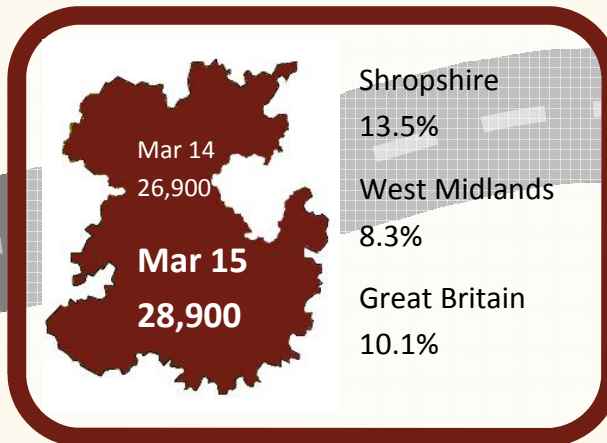 Mar 14
26,900
Mar 15
28,900
Shropshire
13.5%
West Midlands
8.3%
Great Britain
10.1%